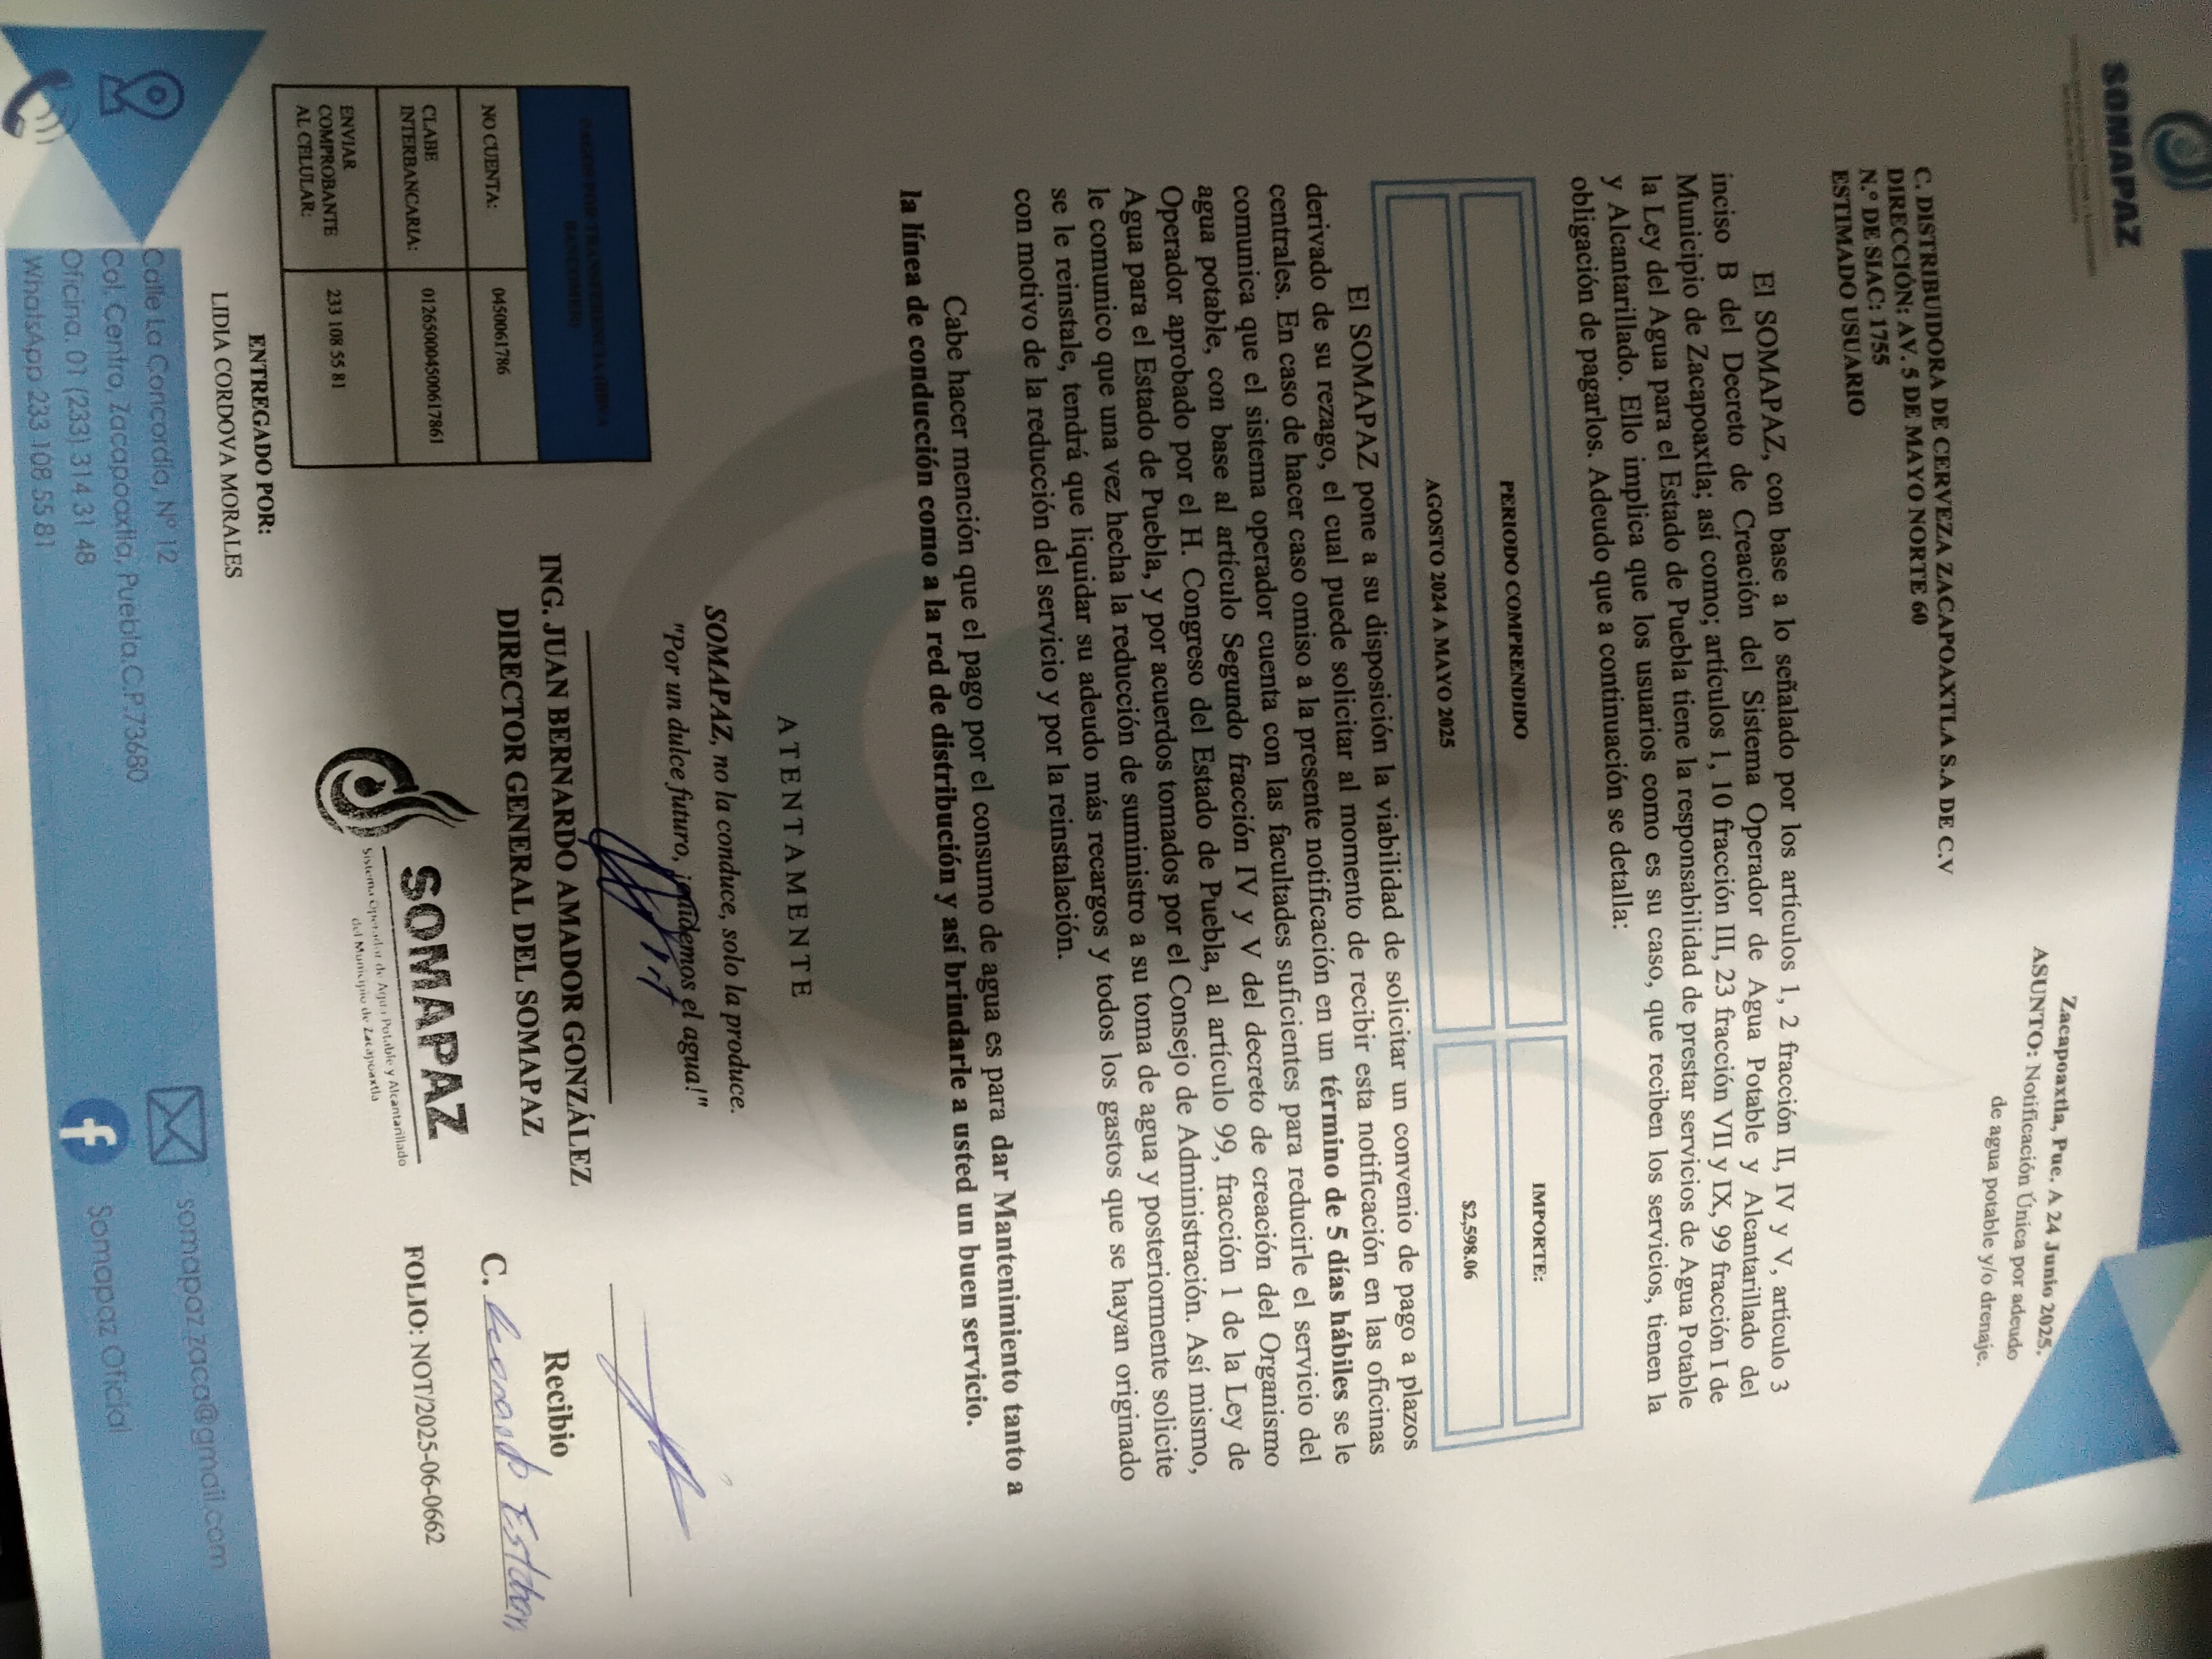 SOMAPAZ
Zacapoaxtla, Pue. A 24 Junio 2025.
ASUNTO: Notificación Única por adeudo
de agua potable y/o drenaje.
C. DISTRIBUIDORA DE CERVEZA ZACAPOAXTLA S.A DE C.V
DIRECCIÓN: AV. 5 DE MAYO NORTE 60
N.º DE SIAC: 1755
ESTIMADO USUARIO
El SOMAPAZ, con base a lo señalado por los artículos 1, 2 fracción II, IV y V, artículo 3
inciso B del Decreto de Creación del Sistema Operador de Agua Potable y Alcantarillado del
Municipio de Zacapoaxtla; así como; artículos 1, 10 fracción III, 23 fracción VII y IX, 99 fracción I de
la Ley del Agua para el Estado de Puebla tiene la responsabilidad de prestar servicios de Agua Potable
y Alcantarillado. Ello implica que los usuarios como es su caso, que reciben los servicios, tienen la
obligación de pagarlos. Adeudo que a continuación se detalla:
PERIODO COMPRENDIDO
IMPORTE:
AGOSTO 2024 A MAYO 2025
$2,598.06
El SOMAPAZ pone a su disposición la viabilidad de solicitar un convenio de pago a plazos
derivado de su rezago, el cual puede solicitar al momento de recibir esta notificación en las oficinas
centrales. En caso de hacer caso omiso a la presente notificación en un término de 5 días hábiles se le
comunica que el sistema operador cuenta con las facultades suficientes para reducirle el servicio del
agua potable, con base al artículo Segundo fracción IV y V del decreto de creación del Organismo
Operador aprobado por el H. Congreso del Estado de Puebla, al artículo 99, fracción 1 de la Ley de
Agua para el Estado de Puebla, y por acuerdos tomados por el Consejo de Administración. Así mismo,
le comunico que una vez hecha la reducción de suministro a su toma de agua y posteriormente solicite
se le reinstale, tendrá que liquidar su adeudo más recargos y todos los gastos que se hayan originado
con motivo de la reducción del servicio y por la reinstalación.
Cabe hacer mención que el pago por el consumo de agua es para dar Mantenimiento tanto a
la línea de conducción como a la red de distribución y así brindarle a usted un buen servicio.
ATENTAMENTE
SOMAPAZ, no la conduce, solo la produce.
"Por un dulce futuro, ¡cuidemos el agua!"
ING. JUAN BERNARDO AMADOR GONZÁLEZ
DIRECTOR GENERAL DEL SOMAPAZ
SOMAPAZ
Sistema Operador de Agua Potable y Alcantarillado
del Municipio de Zacapoaxtla
Recibio
C. Leonardo Esteban
FOLIO: NOT/2025-06-0662
PAGOS POR TRANSFERENCIA (BBVA
BANCOMER)
NO CUENTA:
0450061786
CLABE
INTERBANCARIA:
012650004500617861
ENVIAR
COMPROBANTE
AL CELULAR:
233 108 55 81
ENTREGADO POR:
LIDIA CORDOVA MORALES
Calle La Concordia, Nº 12
Col. Centro, Zacapoaxtla, Puebla.C.P.73680
Oficina. 01 (233) 314 31 48
WhatsApp 233 108 55 81
somapaz.zaca@gmail.com
Somapaz Oficial